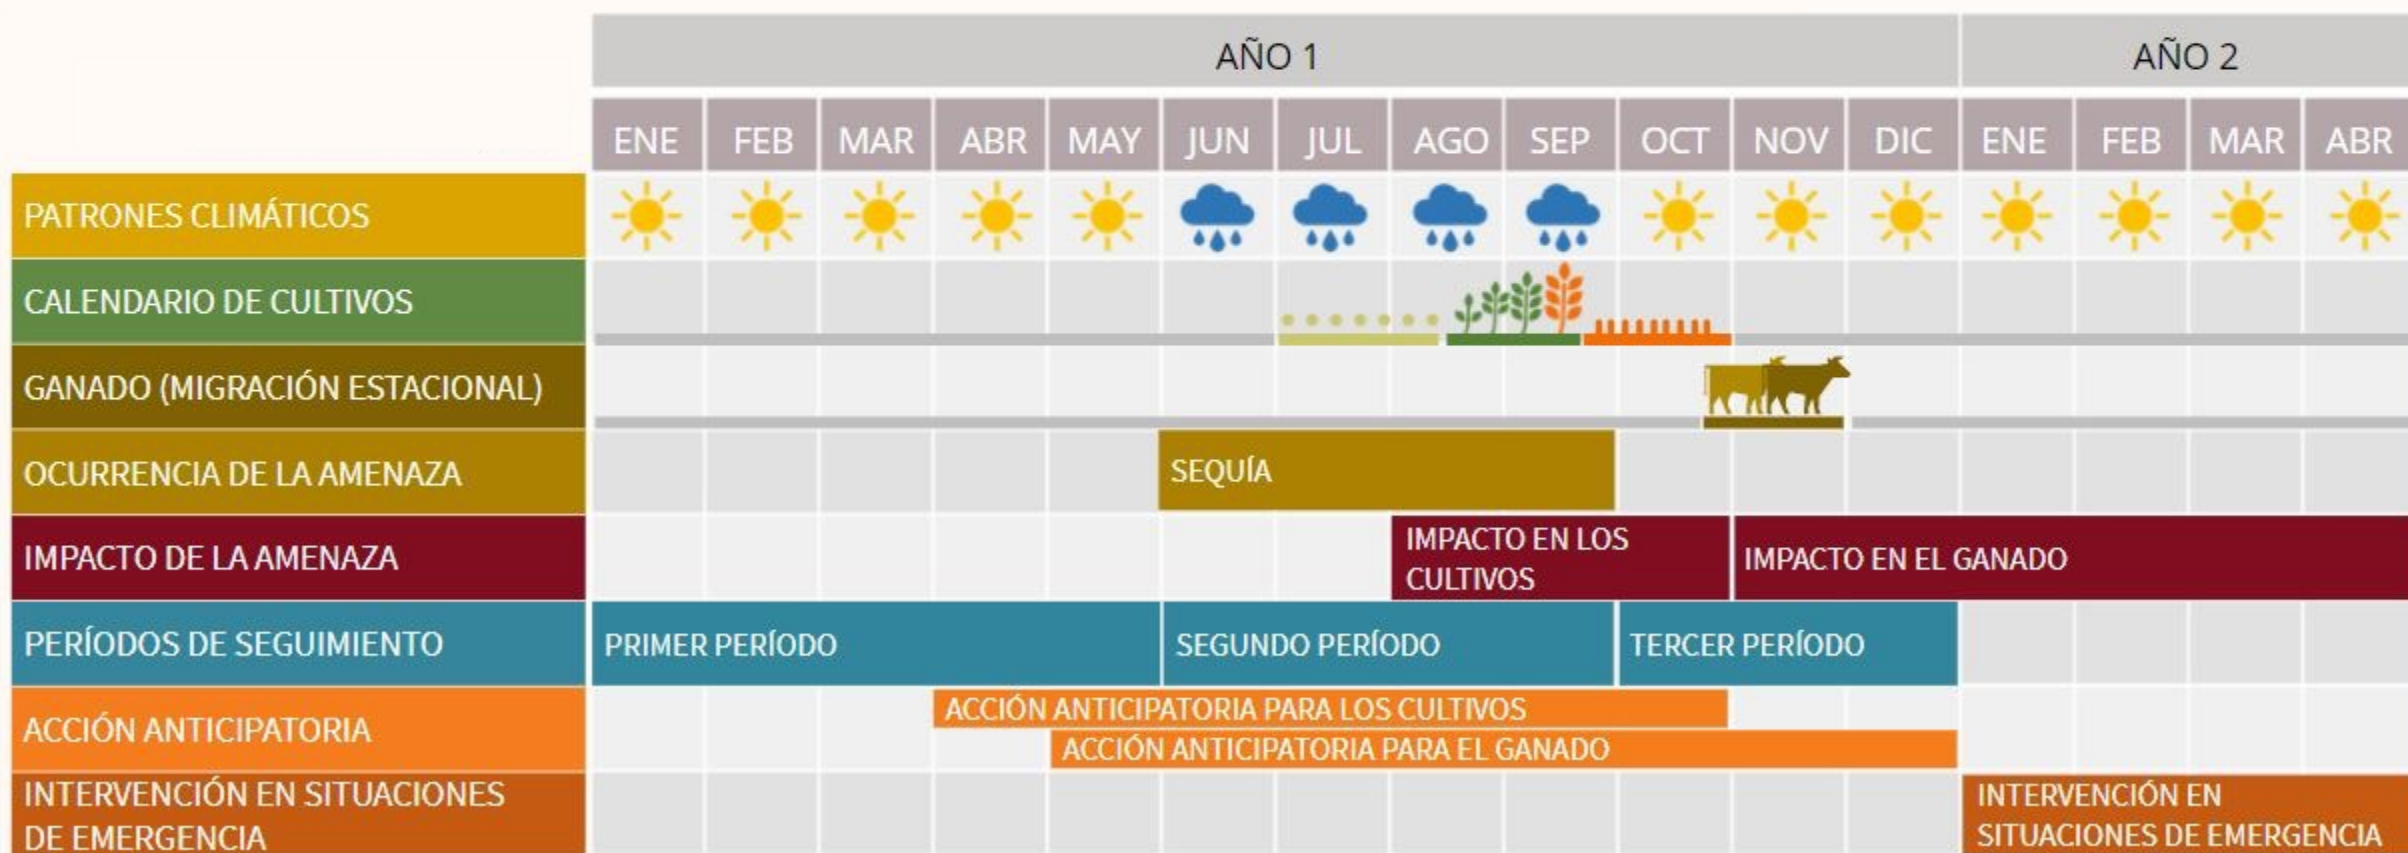 AÑO 1
AÑO 2
ENE FEB MAR ABR MAY JUN JUL AGO SEP OCT NOV DIC ENE FEB MAR ABR
PATRONES CLIMÁTICOS
CALENDARIO DE CULTIVOS
GANADO (MIGRACIÓN ESTACIONAL)
OCURRENCIA DE LA AMENAZA
SEQUÍA
IMPACTO DE LA AMENAZA
IMPACTO EN LOS
CULTIVOS
IMPACTO EN EL GANADO
PERÍODOS DE SEGUIMIENTO
PRIMER PERÍODO
SEGUNDO PERÍODO
TERCER PERÍODO
ACCIÓN ANTICIPATORIA
ACCIÓN ANTICIPATORIA PARA LOS CULTIVOS
ACCIÓN ANTICIPATORIA PARA EL GANADO
INTERVENCIÓN EN SITUACIONES
DE EMERGENCIA
INTERVENCIÓN EN
SITUACIONES DE EMERGENCIA